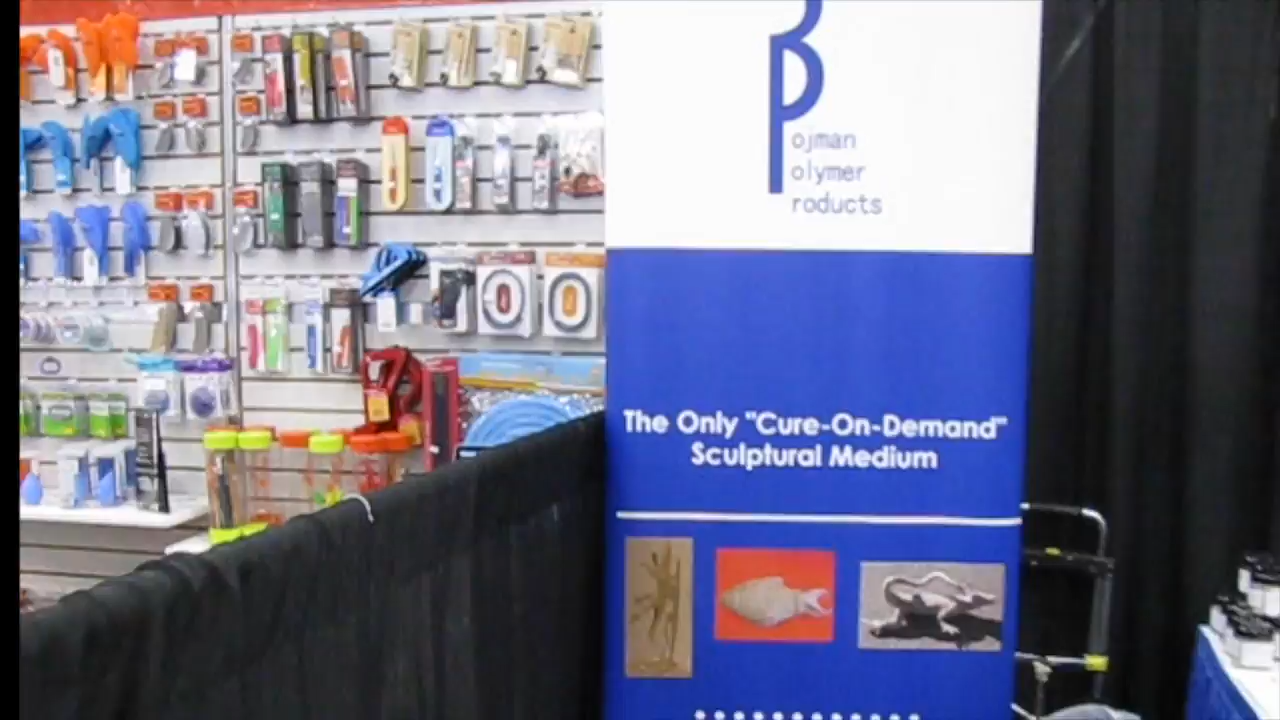 P
ojman
olymer
roducts
The Only "Cure-On-Demand"
Sculptural Medium